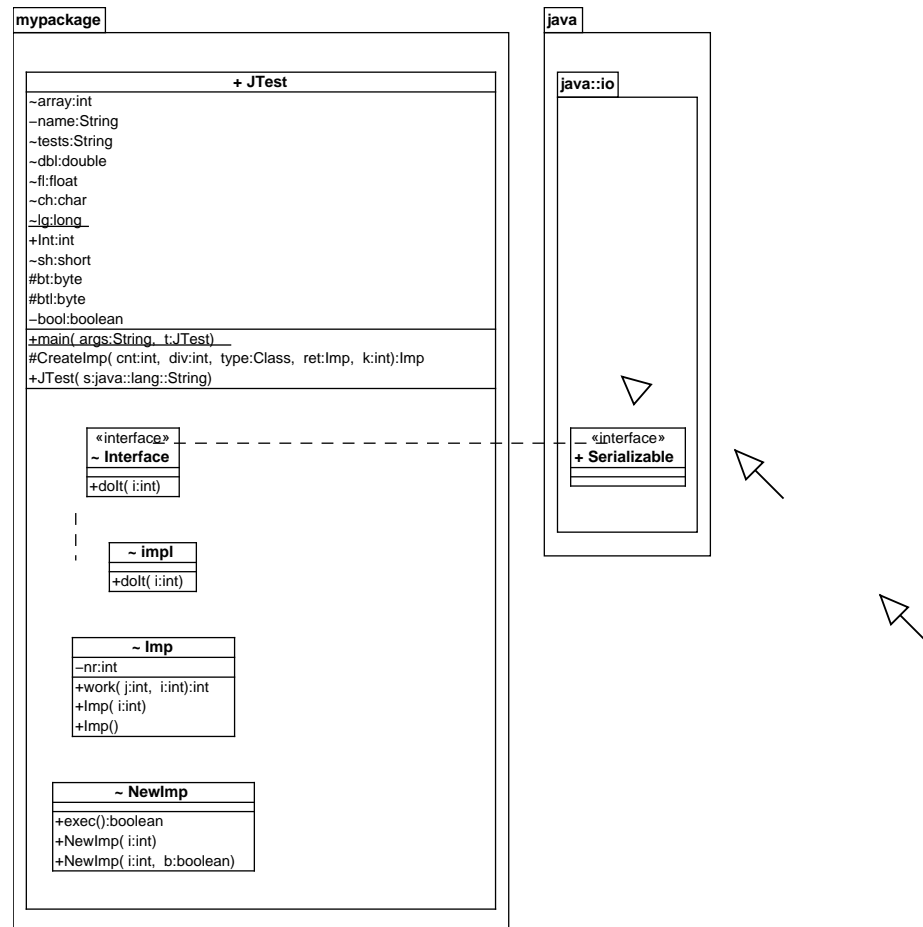 mypackage
+ JTest
~array:int
−name:String
~tests:String
~dbl:double
~fl:float
~ch:char
~lg:long
+Int:int
~sh:short
#bt:byte
#btl:byte
−bool:boolean
+main( args:String, t:JTest)
#CreateImp( cnt:int, div:int, type:Class, ret:Imp, k:int):Imp
+JTest( s:java::lang::String)
«interface»
~ Interface
+doIt( i:int)
~ impl
+doIt( i:int)
~ Imp
−nr:int
+work( j:int, i:int):int
+Imp( i:int)
+Imp()
~ NewImp
+exec():boolean
+NewImp( i:int)
+NewImp( i:int, b:boolean)
java
java::io
«interface»
+ Serializable